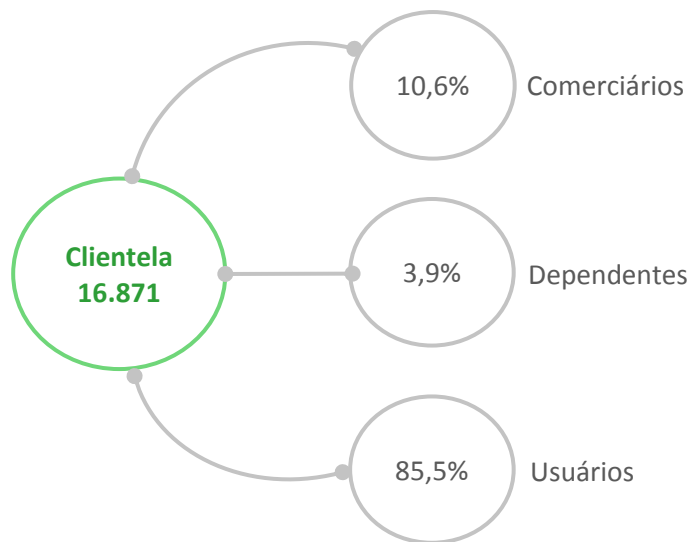 10,6% Comerciários
Clientela
16.871
3,9% Dependentes
85,5% Usuários